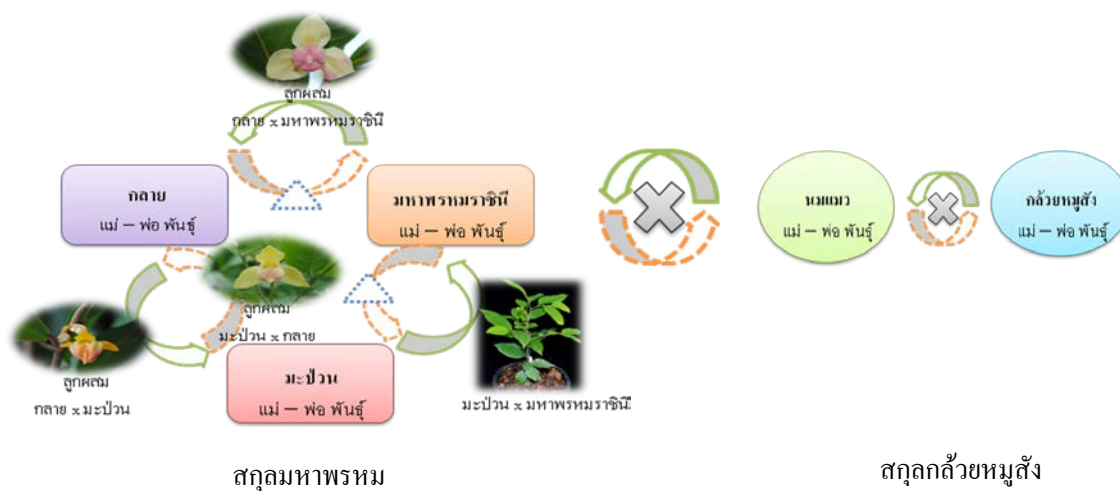 ลูกผสม
กลาย x มหาพรหมราชินี
กลาย
แม่ – พ่อ พันธุ์
มหาพรหมราชินี
แม่ – พ่อ พันธุ์
ลูกผสม
มะป่วน x กลาย
ลูกผสม
กลาย x มะป่วน
มะป่วน
แม่ – พ่อ พันธุ์
มะป่วน x มหาพรหมราชินี
สกุลมหาพรหม
นมแมว
แม่ – พ่อ พันธุ์
กล้วยหมูสัง
แม่ – พ่อ พันธุ์
สกุลกล้วยหมูสัง